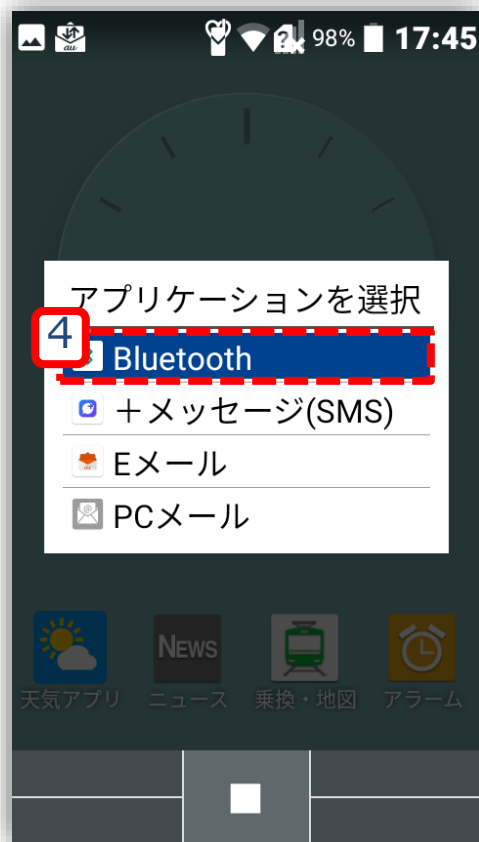 au
98% 17:45
アプリケーションを選択
4
Bluetooth
+メッセージ(SMS)
Eメール
PCメール
NEWS
天気アプリ ニュース 乗換・地図 アラーム